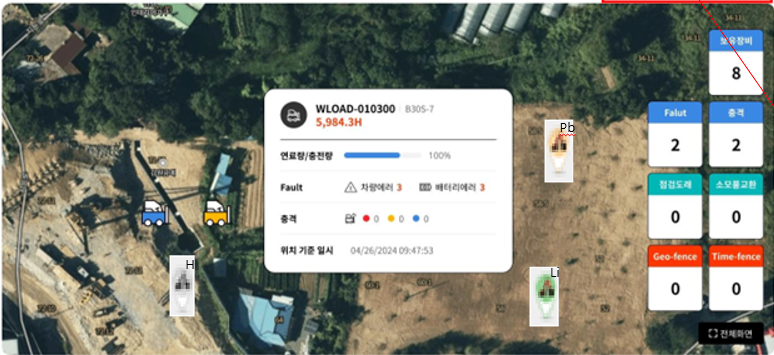 WLOAD-010300 B30S-7
5,984.3H
연료량/충전량 100%
Fault 차량에러 3 배터리에러 3
충격 0 0 0
위치 기준 일시 04/26/2024 09:47:53
Pb
H
Li
보유장비
8
Falut 충격
2 2
점검도래 소모품교환
0 0
Geo-fence Time-fence
0 0
전체화면